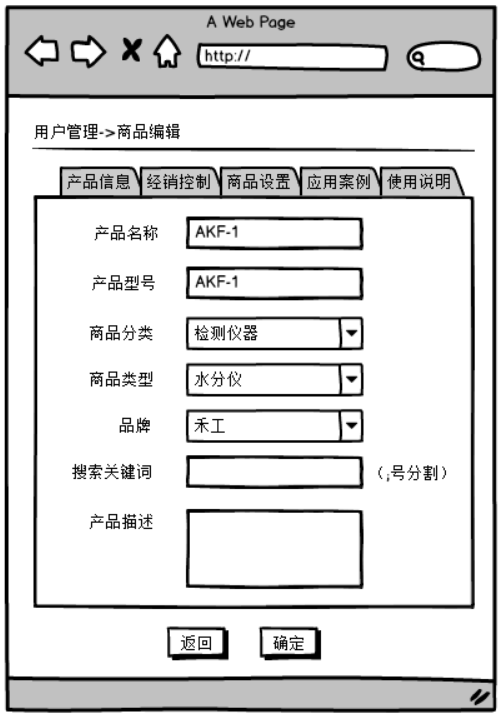 A Web Page
http://
用户管理->商品编辑
产品信息 经销控制 商品设置 应用案例 使用说明
产品名称 AKF-1
产品型号 AKF-1
商品分类 检测仪器
商品类型 水分仪
品牌 禾工
搜索关键词 (;号分割)
产品描述
返回 确定